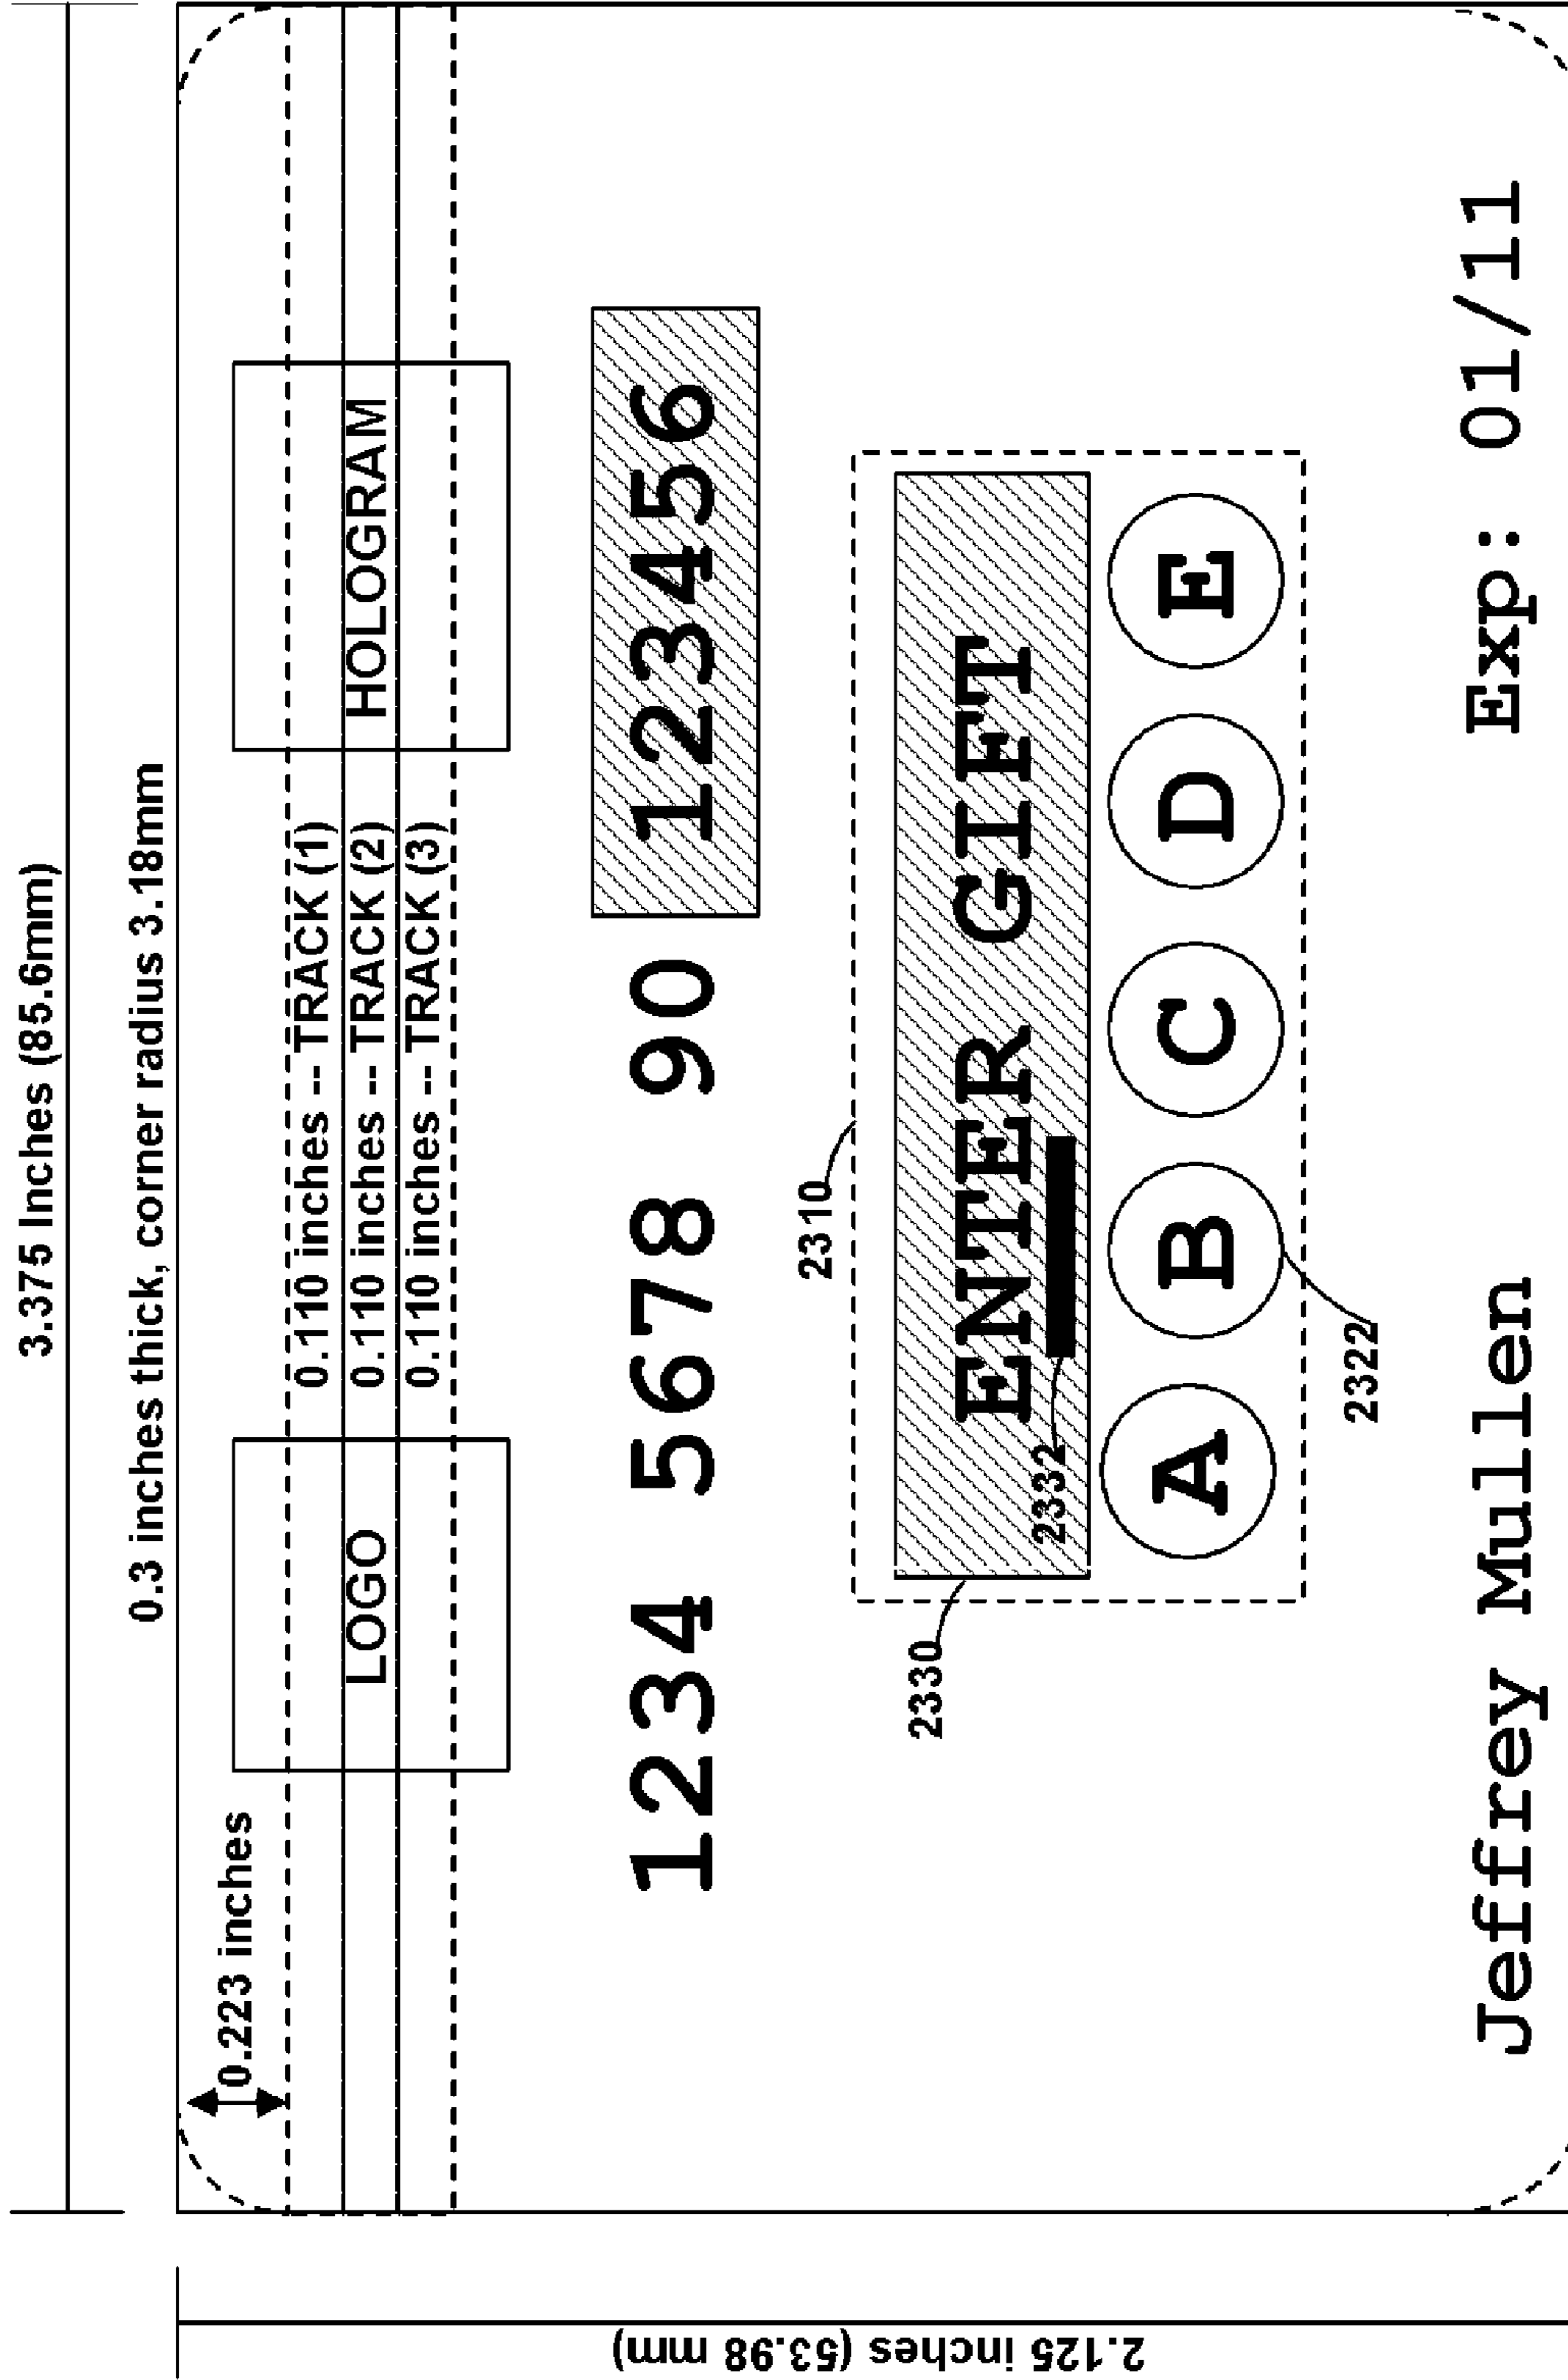 3.375 Inches (85.6mm)
0.3 inches thick, corner radius 3.18mm
0.223 inches
0.110 inches -- TRACK (1)
0.110 inches -- TRACK (2)
0.110 inches -- TRACK (3)
LOGO
HOLOGRAM
1234 5678 90 123456
2310
2330
ENTER GIFT
2332
A B C D E
2322
Jeffrey Mullen Exp: 01/11
2.125 inches (53.98 mm)